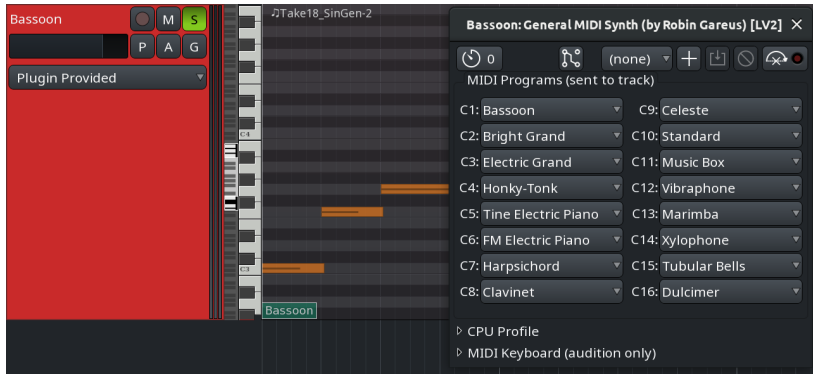 Bassoon
M
S
P
A
G
Plugin Provided
♫Take18_SinGen-2
C4
C3
Bassoon
Bassoon: General MIDI Synth (by Robin Gareus) [LV2]
0
(none)
MIDI Programs (sent to track)
C1: Bassoon C9: Celeste
C2: Bright Grand C10: Standard
C3: Electric Grand C11: Music Box
C4: Honky-Tonk C12: Vibraphone
C5: Tine Electric Piano C13: Marimba
C6: FM Electric Piano C14: Xylophone
C7: Harpsichord C15: Tubular Bells
C8: Clavinet C16: Dulcimer
CPU Profile
MIDI Keyboard (audition only)